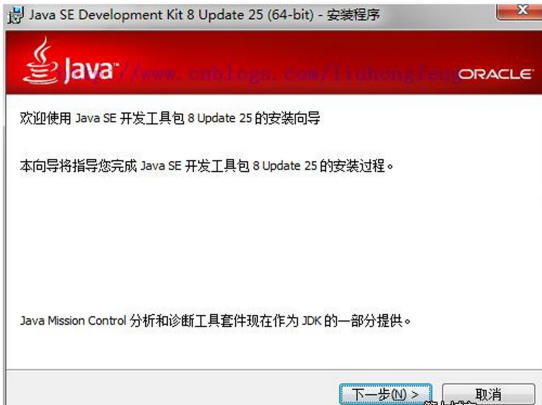 Java SE Development Kit 8 Update 25 (64-bit) - 安装程序
Java™
://www.cnblogs.com/liuhongfeng
ORACLE
欢迎使用 Java SE 开发工具包 8 Update 25 的安装向导
本向导将指导您完成 Java SE 开发工具包 8 Update 25 的安装过程。
Java Mission Control 分析和诊断工具套件现在作为 JDK 的一部分提供。
下一步(N) >
取消